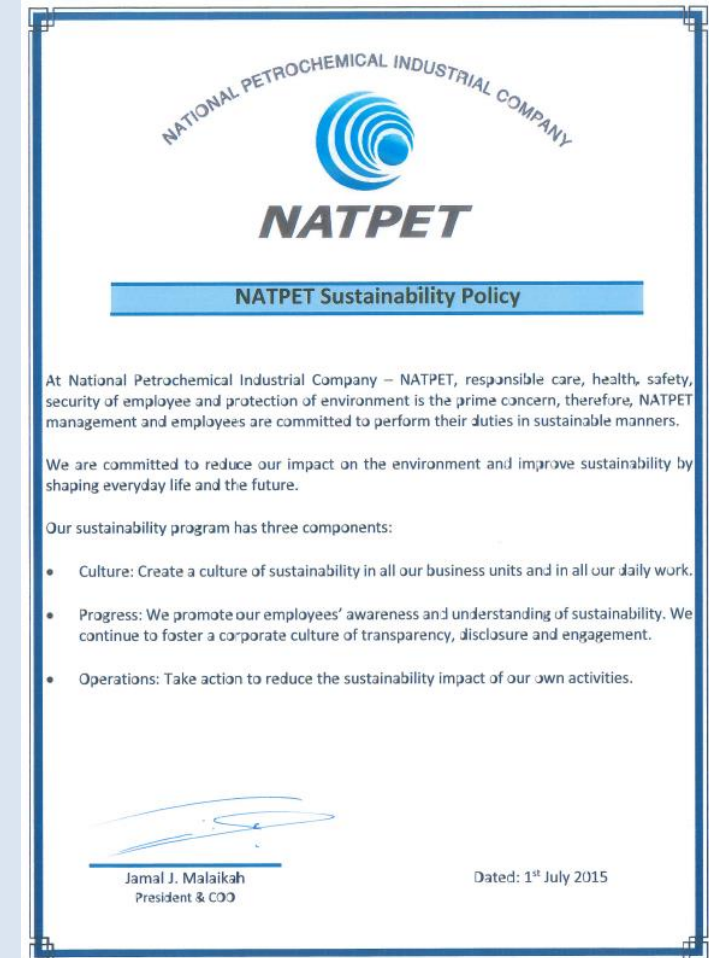 NATIONAL PETROCHEMICAL INDUSTRIAL COMPANY
NATPET
NATPET Sustainability Policy
At National Petrochemical Industrial Company – NATPET, responsible care, health, safety,
security of employee and protection of environment is the prime concern, therefore, NATPET
management and employees are committed to perform their duties in sustainable manners.
We are committed to reduce our impact on the environment and improve sustainability by
shaping everyday life and the future.
Our sustainability program has three components:
• Culture: Create a culture of sustainability in all our business units and in all our daily work.
• Progress: We promote our employees' awareness and understanding of sustainability. We
continue to foster a corporate culture of transparency, disclosure and engagement.
• Operations: Take action to reduce the sustainability impact of our own activities.
Jamal J. Malaikah
President & COO
Dated: 1st July 2015